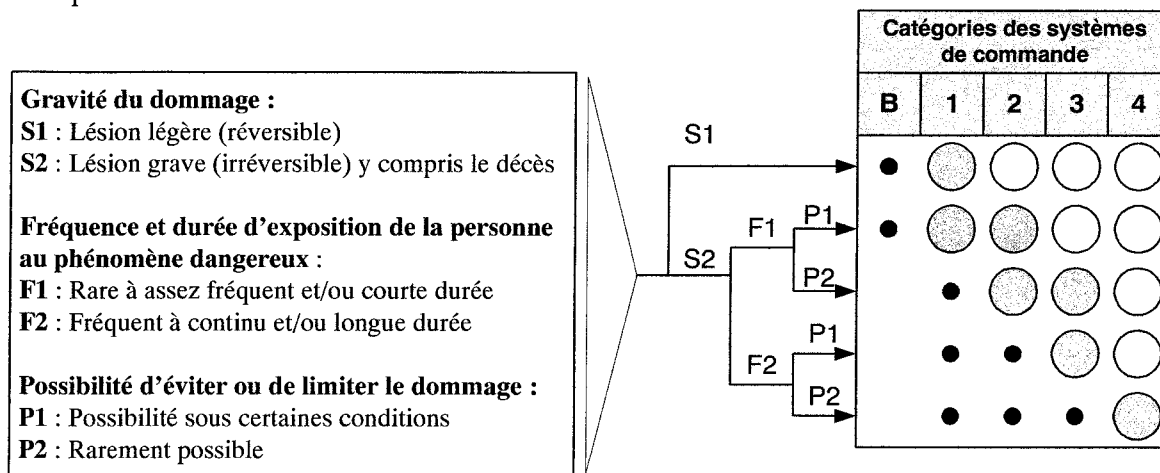 Catégories des systèmes
de commande
B 1 2 3 4
Gravité du dommage :
S1 : Lésion légère (réversible)
S2 : Lésion grave (irréversible) y compris le décès
Fréquence et durée d'exposition de la personne
au phénomène dangereux :
F1 : Rare à assez fréquent et/ou courte durée
F2 : Fréquent à continu et/ou longue durée
Possibilité d'éviter ou de limiter le dommage :
P1 : Possibilité sous certaines conditions
P2 : Rarement possible
S1
S2
F1
P1
P2
F2
P1
P2